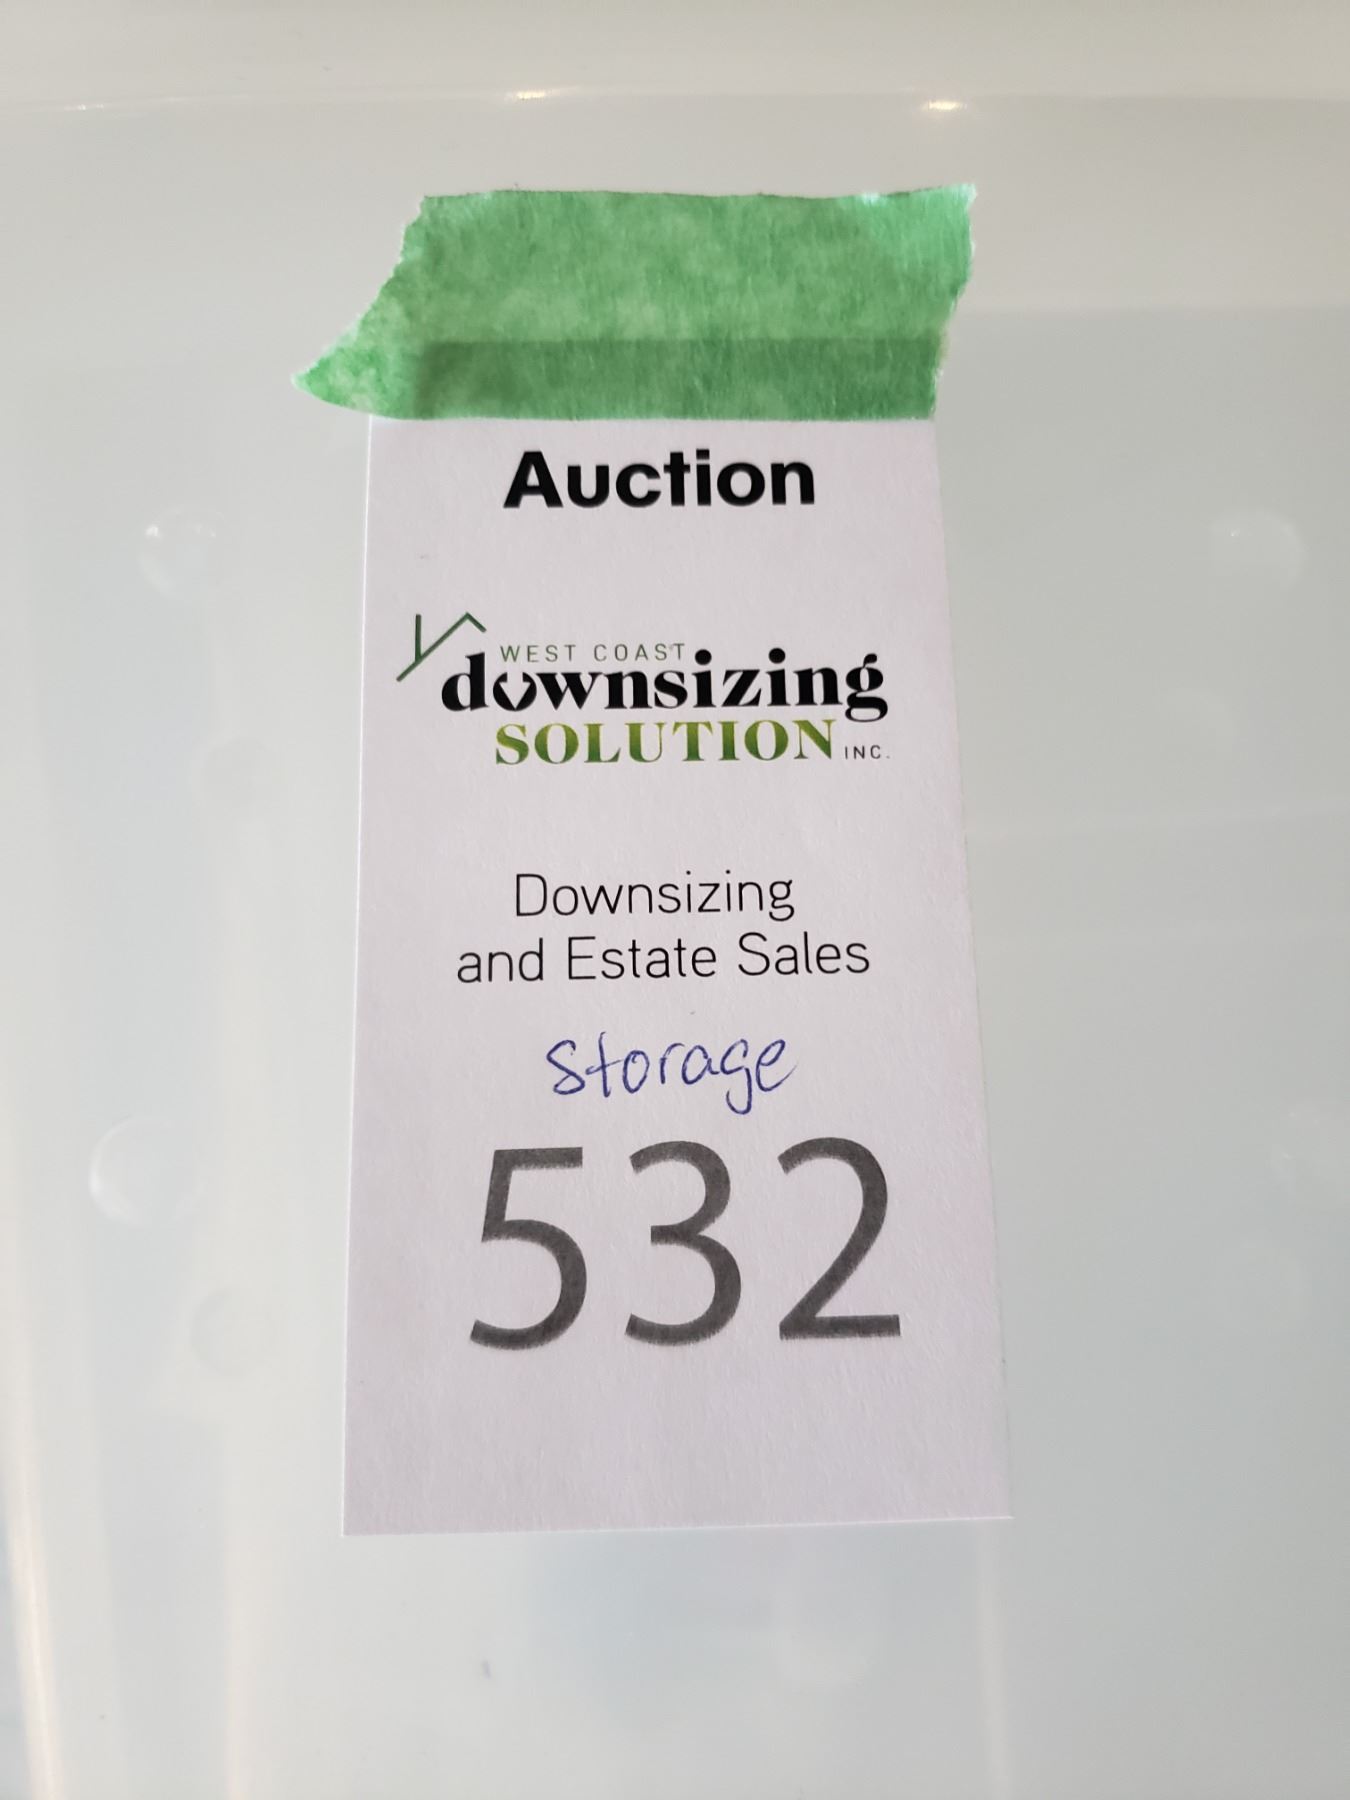 Auction
WEST COAST
downsizing
SOLUTION INC.
Downsizing
and Estate Sales
storage
532